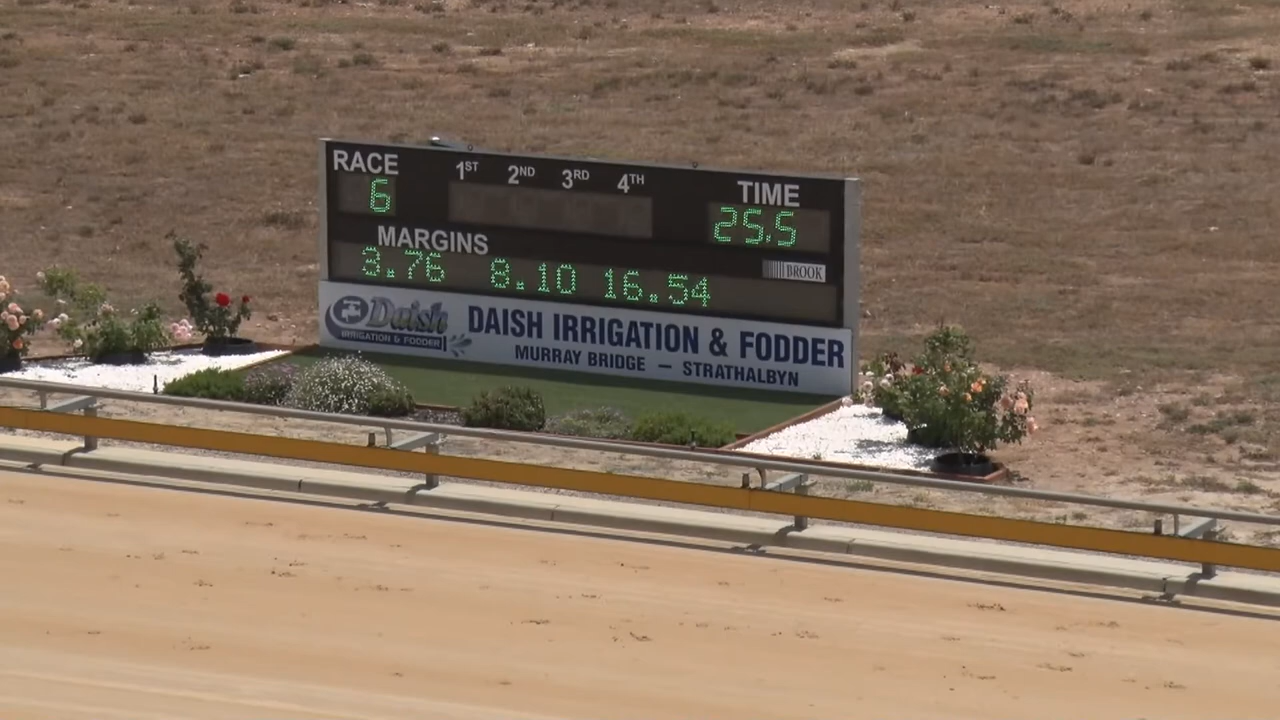 RACE 1ST 2ND 3RD 4TH TIME
6 25.5
MARGINS
3.76 8.10 16.54 BROOK
Daish DAISH IRRIGATION & FODDER
IRRIGATION & FODDER MURRAY BRIDGE — STRATHALBYN